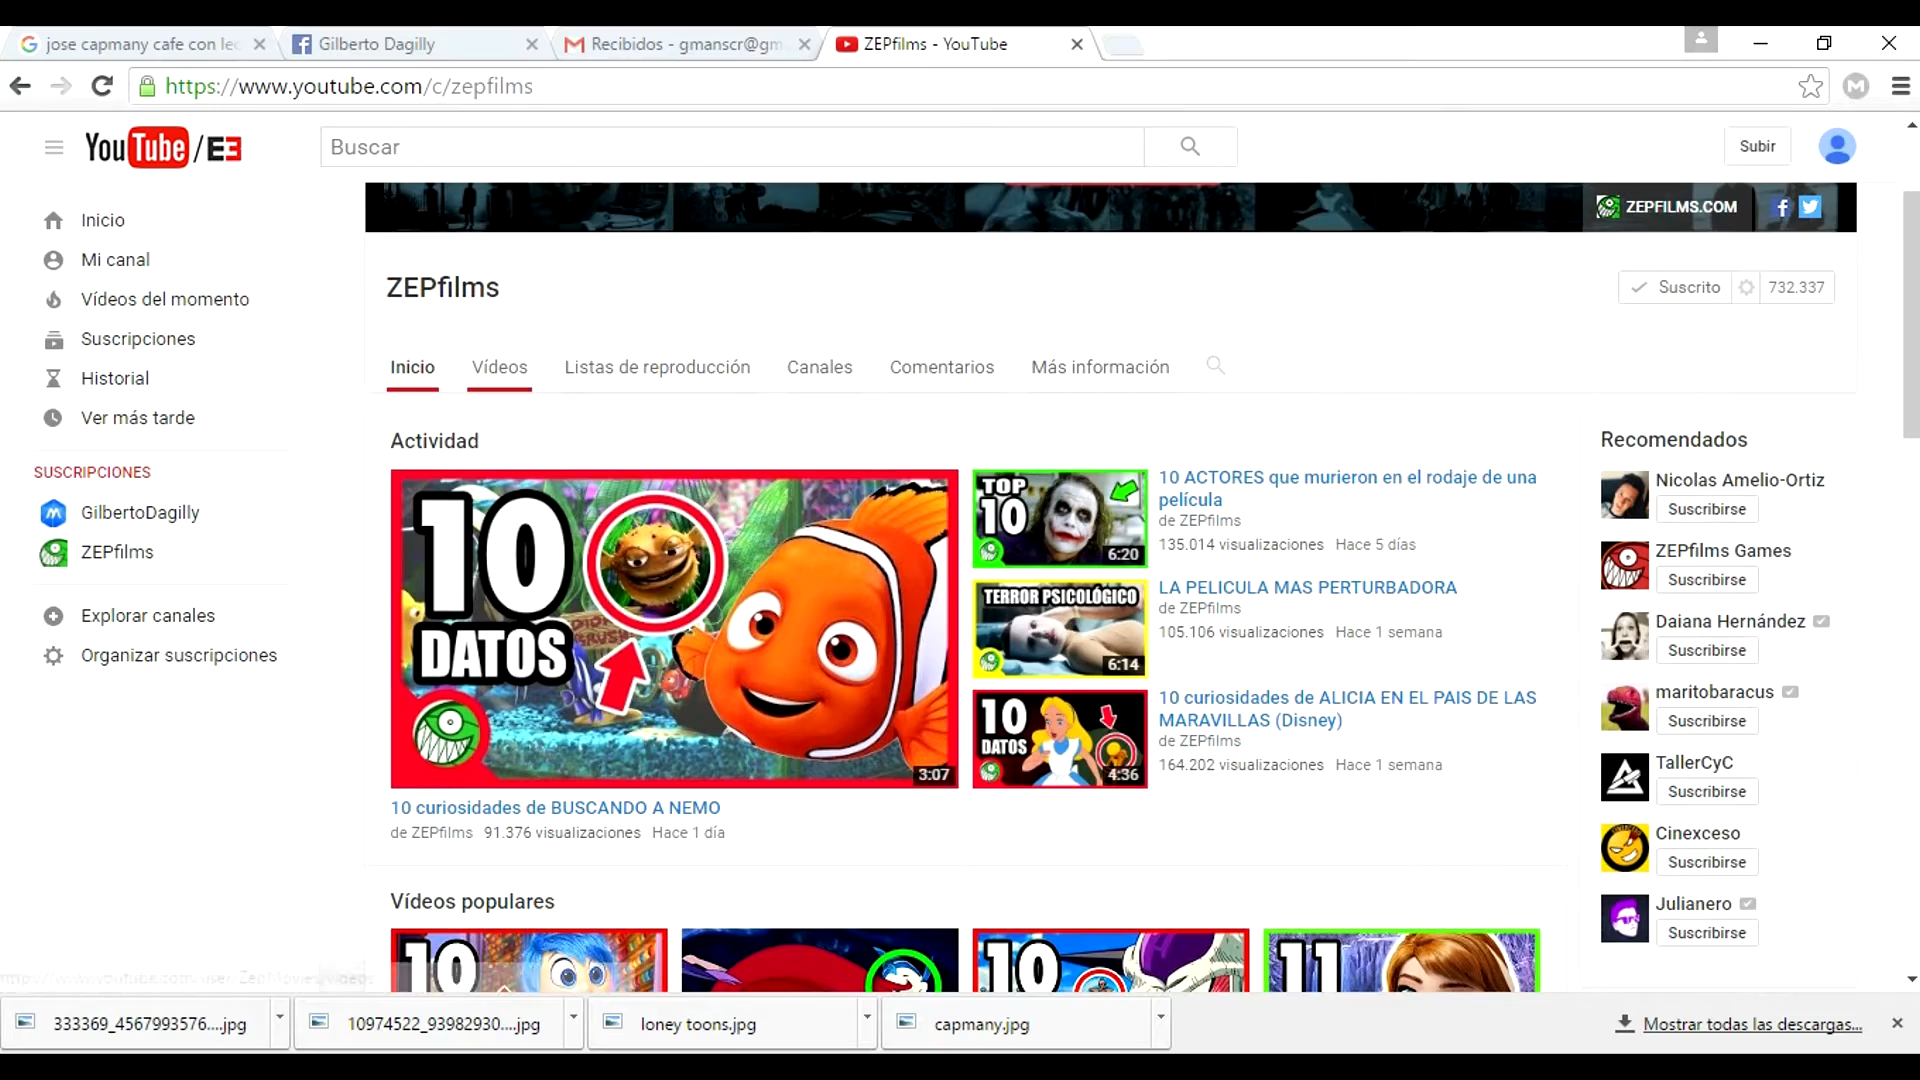 jose capmany cafe con lec
Gilberto Dagilly
Recibidos - gmanscr@gm
ZEPfilms - YouTube
https://www.youtube.com/c/zepfilms
YouTube /E3
Buscar
Subir
ZEPFILMS.COM
Inicio
Mi canal
Vídeos del momento
Suscripciones
Historial
Ver más tarde
SUSCRIPCIONES
GilbertoDagilly
ZEPfilms
Explorar canales
Organizar suscripciones
ZEPfilms
Suscrito
732.337
Inicio
Vídeos
Listas de reproducción
Canales
Comentarios
Más información
Actividad
10
DATOS
3:07
10 curiosidades de BUSCANDO A NEMO
de ZEPfilms 91.376 visualizaciones Hace 1 día
TOP
10
6:20
10 ACTORES que murieron en el rodaje de una
película
de ZEPfilms
135.014 visualizaciones Hace 5 días
TERROR PSICOLÓGICO
6:14
LA PELICULA MAS PERTURBADORA
de ZEPfilms
105.106 visualizaciones Hace 1 semana
10
DATOS
4:36
10 curiosidades de ALICIA EN EL PAIS DE LAS
MARAVILLAS (Disney)
de ZEPfilms
164.202 visualizaciones Hace 1 semana
Recomendados
Nicolas Amelio-Ortiz
Suscribirse
ZEPfilms Games
Suscribirse
Daiana Hernández
Suscribirse
maritobaracus
Suscribirse
TallerCyC
Suscribirse
Cinexceso
Suscribirse
Julianero
Suscribirse
Vídeos populares
10
10
11
333369_4567993576....jpg
10974522_93982930....jpg
loney toons.jpg
capmany.jpg
Mostrar todas las descargas...